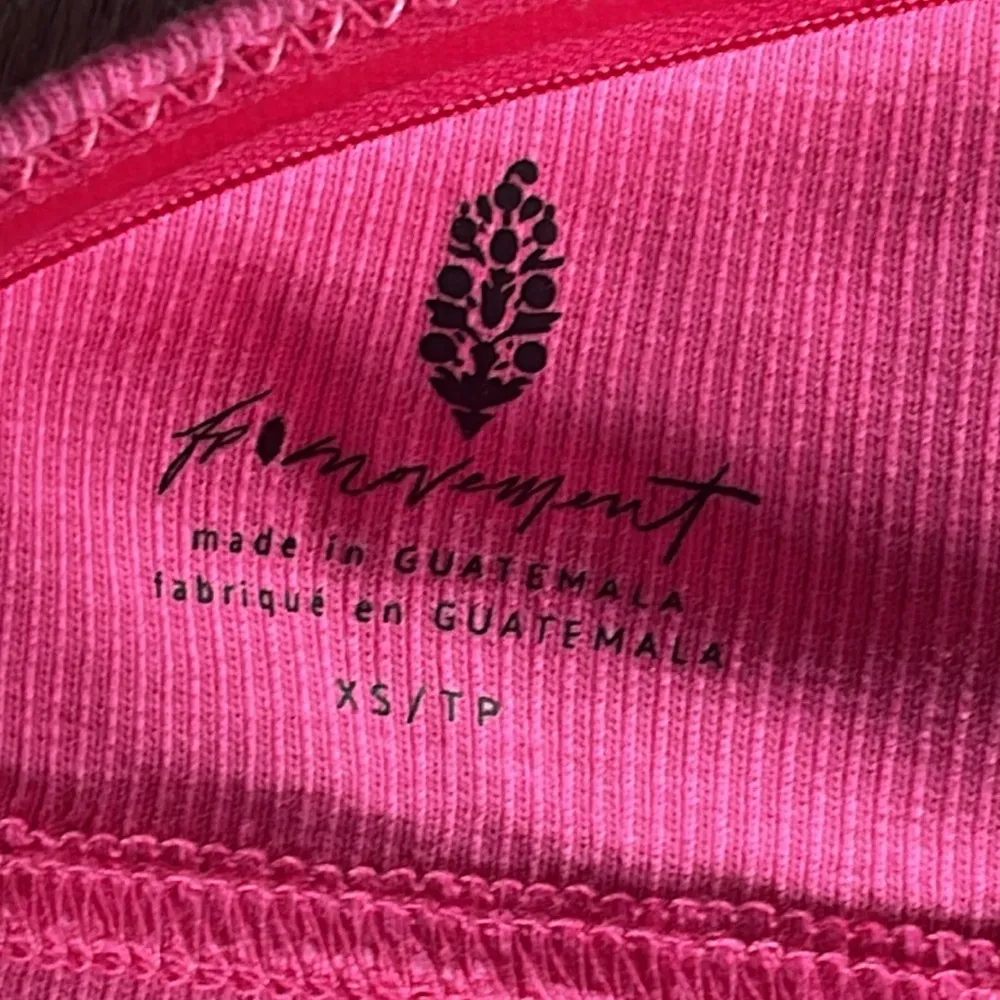 fp movement
made in GUATEMALA
fabriqué en GUATEMALA
XS/TP